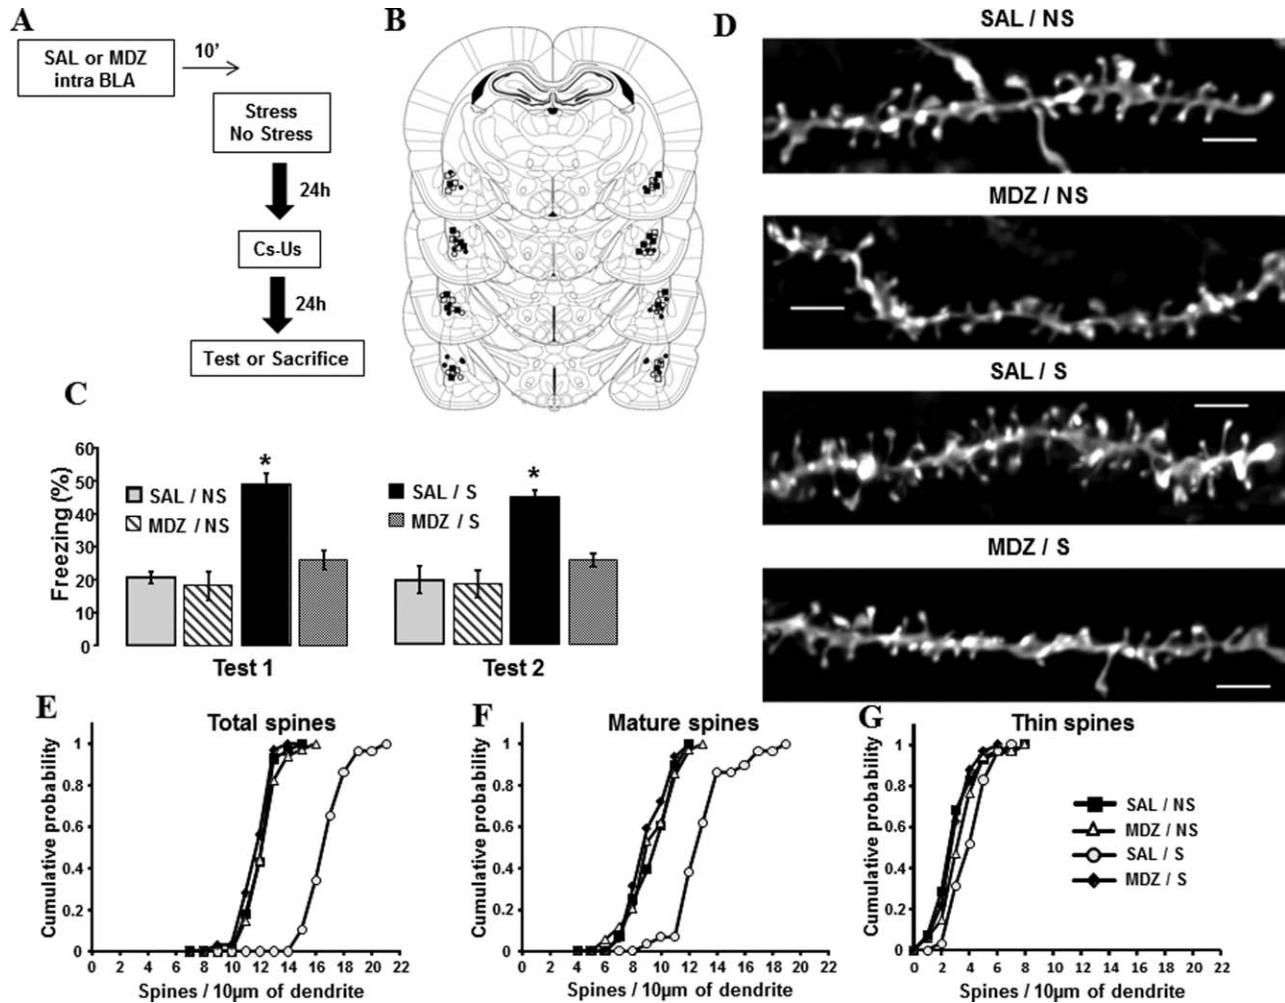 A
SAL or MDZ
intra BLA
10’
Stress
No Stress
24h
Cs-Us
24h
Test or Sacrifice
B
C
60
50
40
30
20
10
0
Freezing (%)
SAL / NS
MDZ / NS
SAL / S
MDZ / S
*
*
Test 1
Test 2
D
SAL / NS
MDZ / NS
SAL / S
MDZ / S
E
Total spines
Cumulative probability
1
0.8
0.6
0.4
0.2
0
0 2 4 6 8 10 12 14 16 18 20 22
Spines / 10µm of dendrite
F
Mature spines
Cumulative probability
1
0.8
0.6
0.4
0.2
0
0 2 4 6 8 10 12 14 16 18 20 22
Spines / 10µm of dendrite
G
Thin spines
Cumulative probability
1
0.8
0.6
0.4
0.2
0
0 2 4 6 8 10 12 14 16 18 20 22
Spines / 10µm of dendrite
SAL / NS
MDZ / NS
SAL / S
MDZ / S